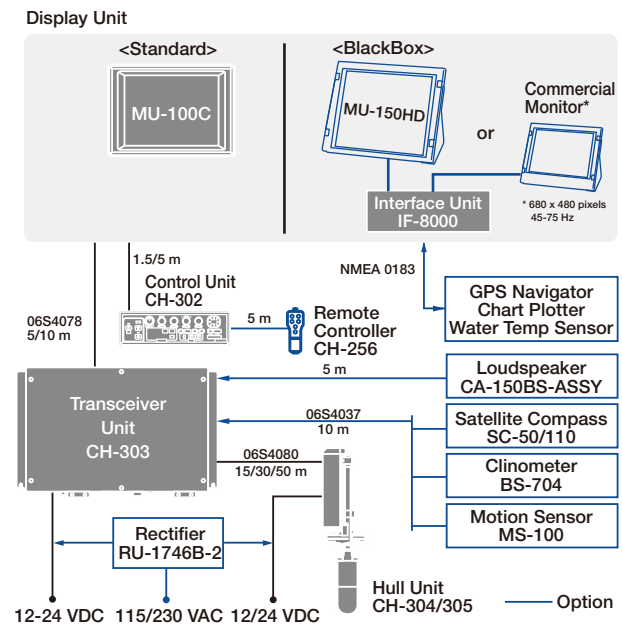 Display Unit
<Standard>
<BlackBox>
MU-100C
MU-150HD
or
Commercial
Monitor*
* 680 x 480 pixels
45-75 Hz
Interface Unit
IF-8000
NMEA 0183
1.5/5 m
Control Unit
CH-302
5 m
Remote
Controller
CH-256
GPS Navigator
Chart Plotter
Water Temp Sensor
06S4078
5/10 m
Transceiver
Unit
CH-303
5 m
Loudspeaker
CA-150BS-ASSY
06S4037
10 m
Satellite Compass
SC-50/110
06S4080
15/30/50 m
Clinometer
BS-704
Motion Sensor
MS-100
Rectifier
RU-1746B-2
Hull Unit
CH-304/305
Option
12-24 VDC
115/230 VAC
12/24 VDC